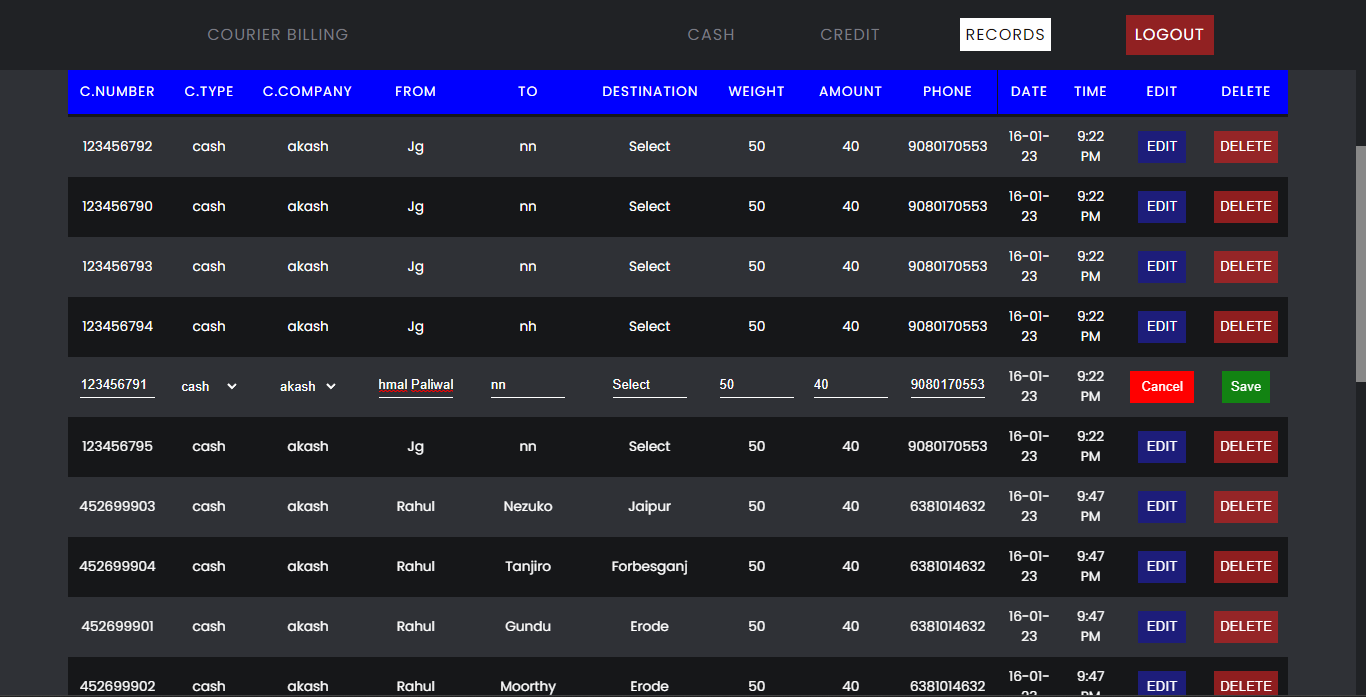 COURIER BILLING CASH CREDIT RECORDS LOGOUT
C.NUMBER C.TYPE C.COMPANY FROM TO DESTINATION WEIGHT AMOUNT PHONE DATE TIME EDIT DELETE
123456792 cash akash Jg nn Select 50 40 9080170553 16-01-23 9:22 PM EDIT DELETE
123456790 cash akash Jg nn Select 50 40 9080170553 16-01-23 9:22 PM EDIT DELETE
123456793 cash akash Jg nn Select 50 40 9080170553 16-01-23 9:22 PM EDIT DELETE
123456794 cash akash Jg nh Select 50 40 9080170553 16-01-23 9:22 PM EDIT DELETE
123456791 cash akash hmal Paliwal nn Select 50 40 9080170553 16-01-23 9:22 PM Cancel Save
123456795 cash akash Jg nn Select 50 40 9080170553 16-01-23 9:22 PM EDIT DELETE
452699903 cash akash Rahul Nezuko Jaipur 50 40 6381014632 16-01-23 9:47 PM EDIT DELETE
452699904 cash akash Rahul Tanjiro Forbesganj 50 40 6381014632 16-01-23 9:47 PM EDIT DELETE
452699901 cash akash Rahul Gundu Erode 50 40 6381014632 16-01-23 9:47 PM EDIT DELETE
452699902 cash akash Rahul Moorthy Erode 50 40 6381014632 16-01-23 9:47 PM EDIT DELETE